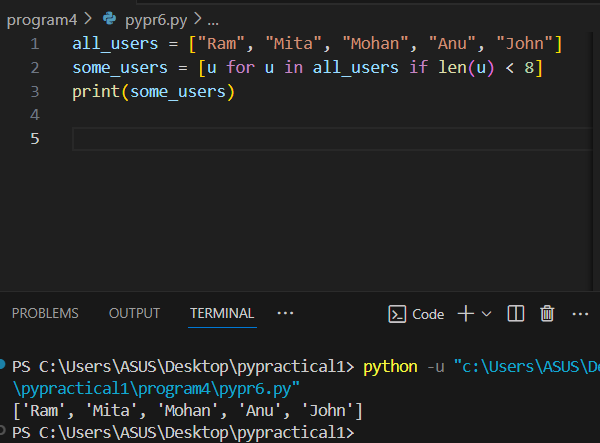 program4 > pypr6.py > ...
1 all_users = ["Ram", "Mita", "Mohan", "Anu", "John"]
2 some_users = [u for u in all_users if len(u) < 8]
3 print(some_users)
4
5
PROBLEMS OUTPUT TERMINAL ··· Code
PS C:\Users\ASUS\Desktop\pypractical1> python -u "c:\Users\ASUS\De
\pypractical1\program4\pypr6.py"
['Ram', 'Mita', 'Mohan', 'Anu', 'John']
PS C:\Users\ASUS\Desktop\pypractical1>